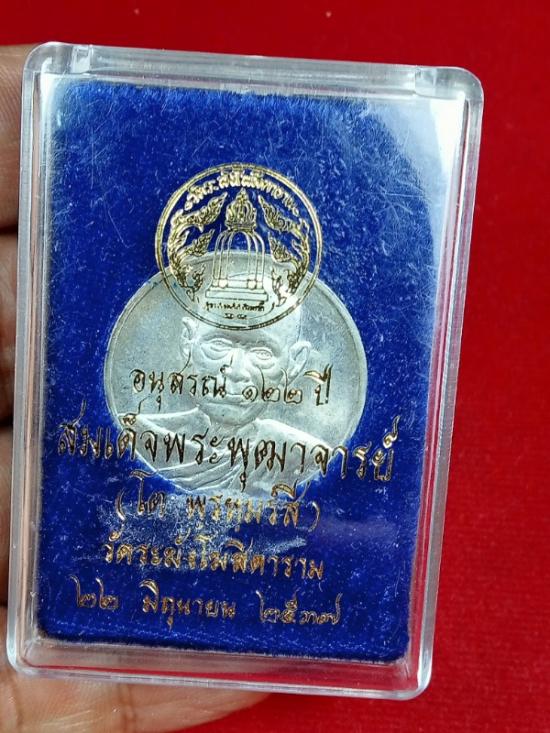 อนุสรณ์ ๑๒๒ ปี
สมเด็จพระพุฒาจารย์
(โต พฺรหฺมรํสี)
วัดระฆังโฆสิตาราม
๒๒ มิถุนายน ๒๕๓๗